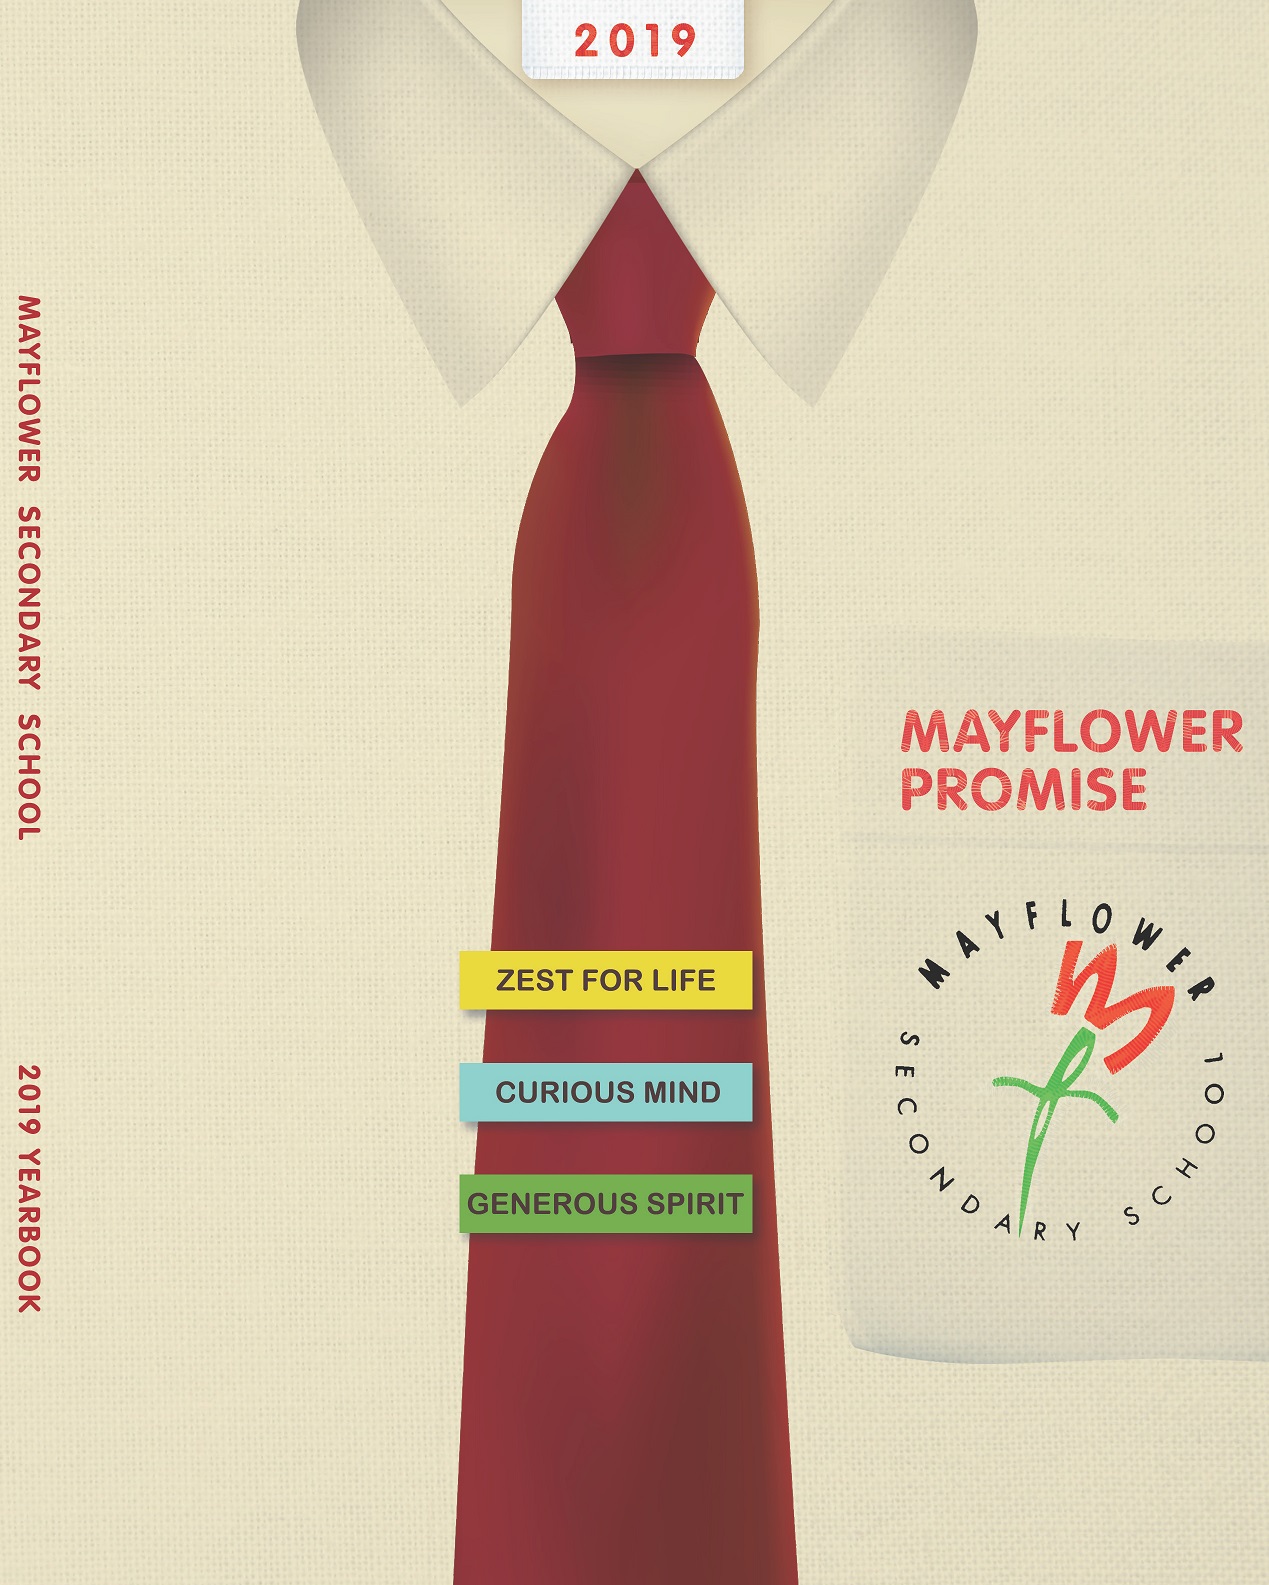 2019
MAYFLOWER SECONDARY SCHOOL
2019 YEARBOOK
MAYFLOWER
PROMISE
ZEST FOR LIFE
CURIOUS MIND
GENEROUS SPIRIT
MAYFLOWER
SECONDARY SCHOOL